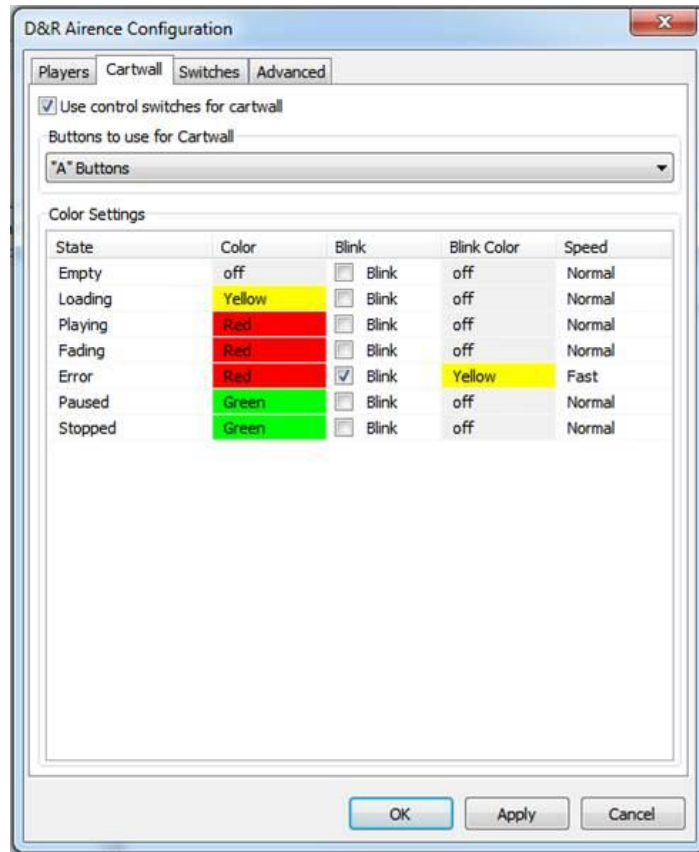 D&R Airence Configuration
Players Cartwall Switches Advanced
Use control switches for cartwall
Buttons to use for Cartwall
"A" Buttons
Color Settings
State Color Blink Blink Color Speed
Empty off Blink off Normal
Loading Yellow Blink off Normal
Playing Red Blink off Normal
Fading Red Blink off Normal
Error Red Blink Yellow Fast
Paused Green Blink off Normal
Stopped Green Blink off Normal
OK Apply Cancel